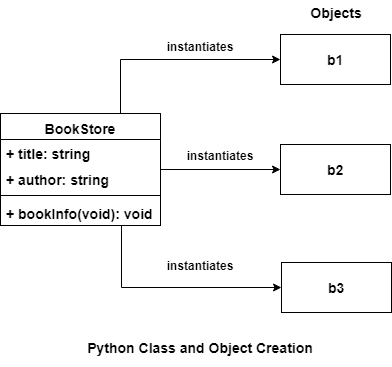 Objects
instantiates
b1
BookStore
+ title: string
instantiates
b2
+ author: string
+ bookInfo(void): void
instantiates
b3
Python Class and Object Creation